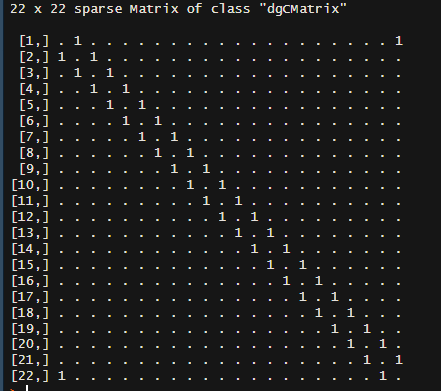 22 x 22 sparse Matrix of class "dgCMatrix"
[1,] . 1 . . . . . . . . . . . . . . . . . . . 1
[2,] 1 . 1 . . . . . . . . . . . . . . . . . . .
[3,] . 1 . 1 . . . . . . . . . . . . . . . . . .
[4,] . . 1 . 1 . . . . . . . . . . . . . . . . .
[5,] . . . 1 . 1 . . . . . . . . . . . . . . . .
[6,] . . . . 1 . 1 . . . . . . . . . . . . . . .
[7,] . . . . . 1 . 1 . . . . . . . . . . . . . .
[8,] . . . . . . 1 . 1 . . . . . . . . . . . . .
[9,] . . . . . . . 1 . 1 . . . . . . . . . . . .
[10,] . . . . . . . . 1 . 1 . . . . . . . . . . .
[11,] . . . . . . . . . 1 . 1 . . . . . . . . . .
[12,] . . . . . . . . . . 1 . 1 . . . . . . . . .
[13,] . . . . . . . . . . . 1 . 1 . . . . . . . .
[14,] . . . . . . . . . . . . 1 . 1 . . . . . . .
[15,] . . . . . . . . . . . . . 1 . 1 . . . . . .
[16,] . . . . . . . . . . . . . . 1 . 1 . . . . .
[17,] . . . . . . . . . . . . . . . 1 . 1 . . . .
[18,] . . . . . . . . . . . . . . . . 1 . 1 . . .
[19,] . . . . . . . . . . . . . . . . . 1 . 1 . .
[20,] . . . . . . . . . . . . . . . . . . 1 . 1 .
[21,] . . . . . . . . . . . . . . . . . . . 1 . 1
[22,] 1 . . . . . . . . . . . . . . . . . . . 1 .